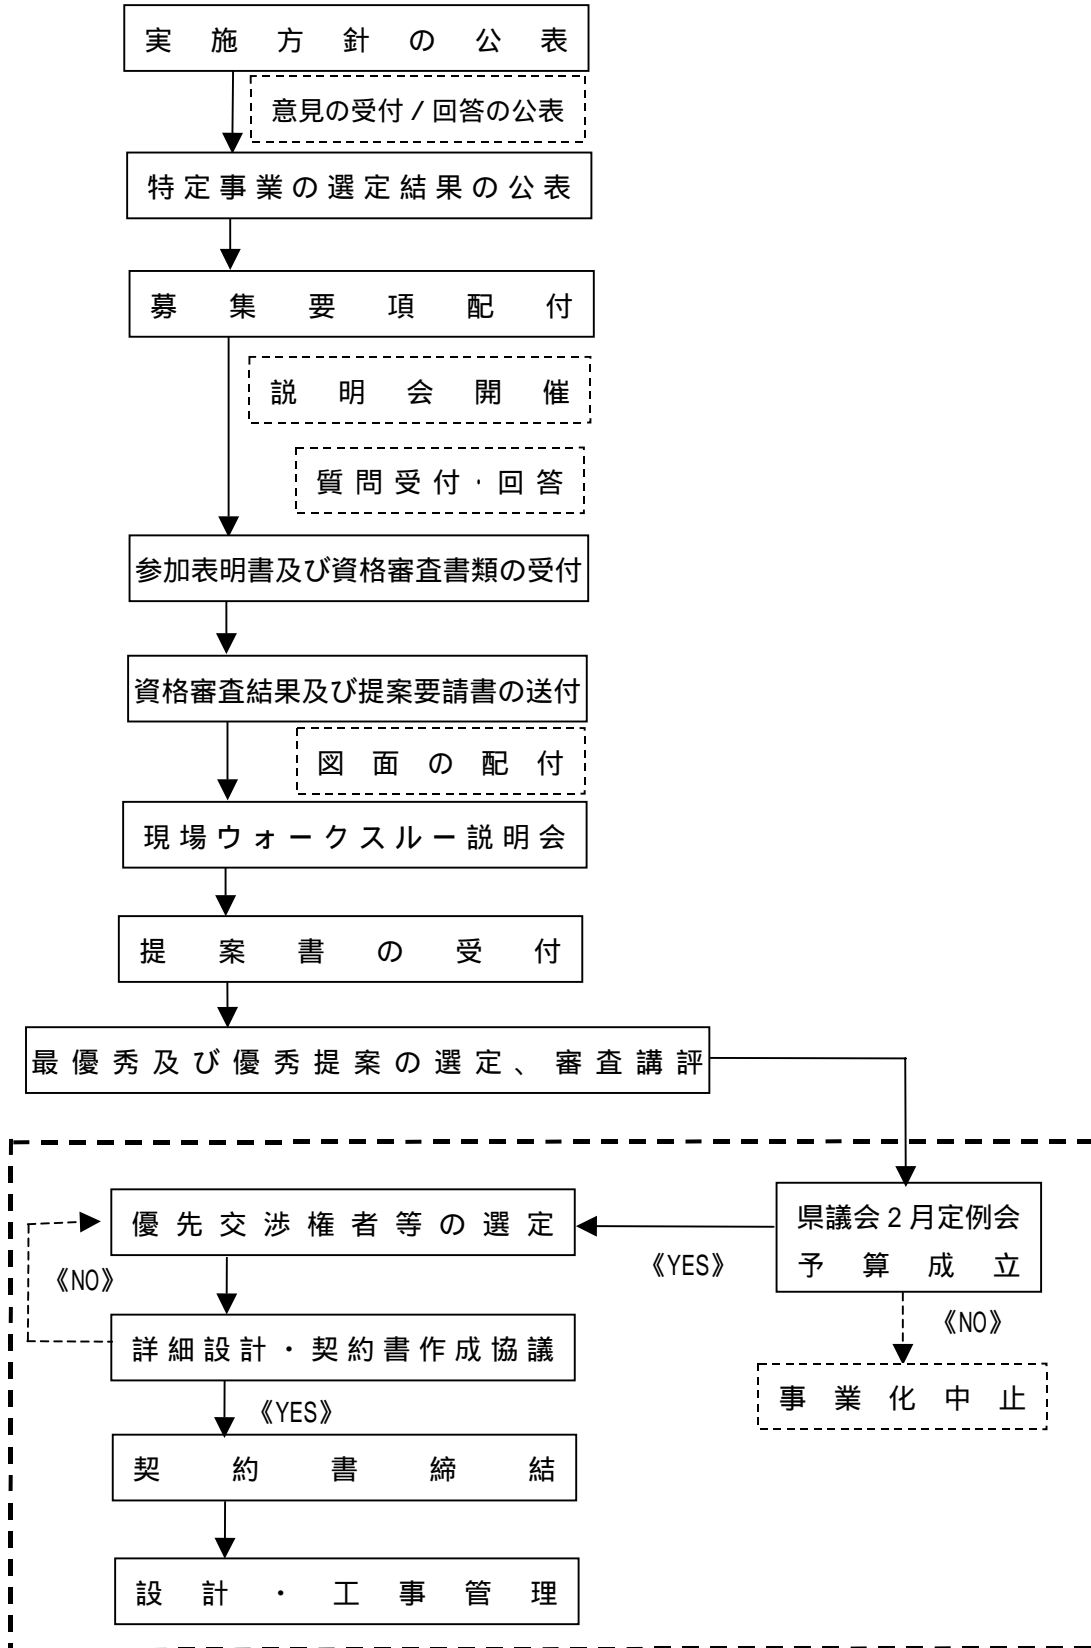 実施方針の公表
意見の受付/回答の公表
特定事業の選定結果の公表
募集要項配付
説明会開催
質問受付・回答
参加表明書及び資格審査書類の受付
資格審査結果及び提案要請書の送付
図面の配付
現場ウォークスルー説明会
提案書の受付
最優秀及び優秀提案の選定、審査講評
県議会2月定例会
予算成立
《YES》
《NO》
事業化中止
優先交渉権者等の選定
《NO》
詳細設計・契約書作成協議
《YES》
契約書締結
設計・工事管理